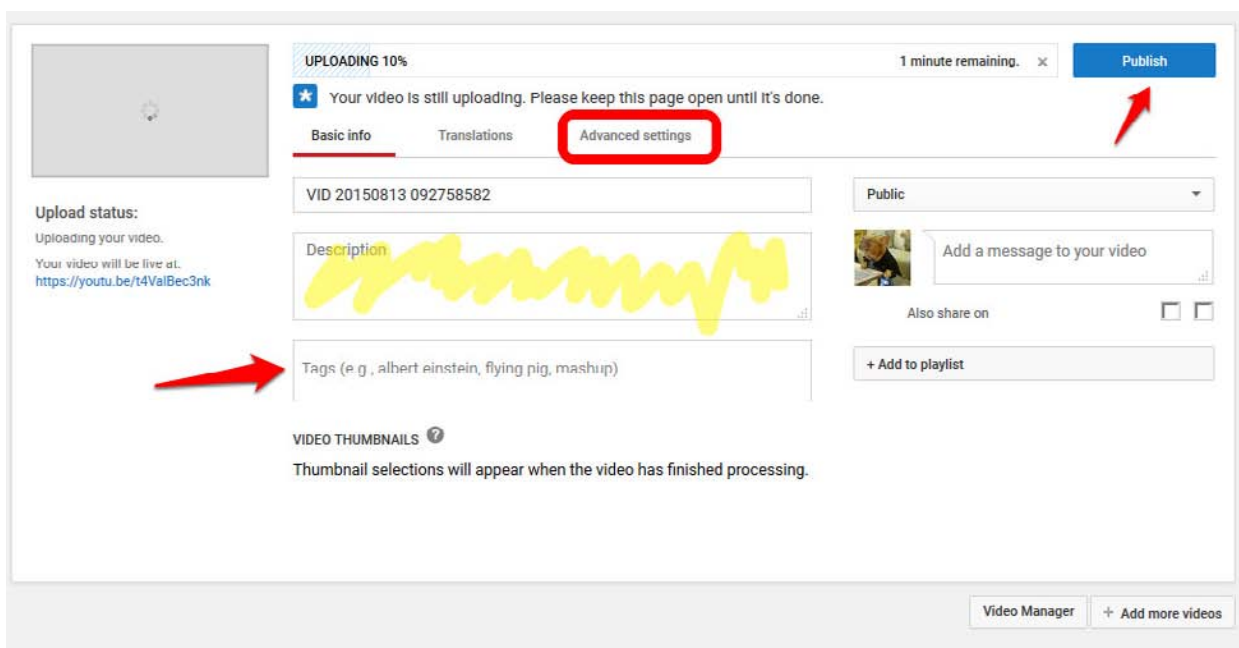 UPLOADING 10%
1 minute remaining. ×
Publish
Your video is still uploading. Please keep this page open until it's done.
Basic info
Translations
Advanced settings
VID 20150813 092758582
Public
Upload status:
Uploading your video.
Your video will be live at:
https://youtu.be/t4ValBec3nk
Description
Add a message to your video
Also share on
Tags (e.g., albert einstein, flying pig, mashup)
+ Add to playlist
VIDEO THUMBNAILS ?
Thumbnail selections will appear when the video has finished processing.
Video Manager
+ Add more videos